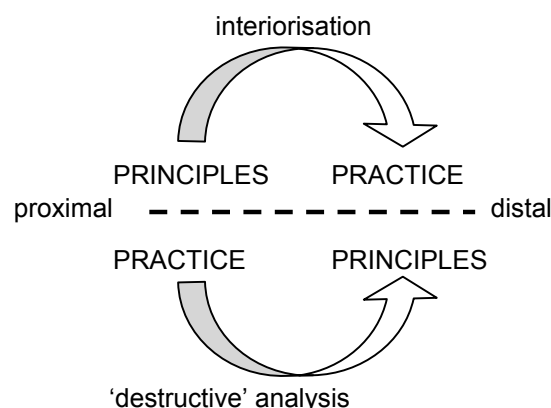 interiorisation
PRINCIPLES PRACTICE
proximal distal
PRACTICE PRINCIPLES
‘destructive’ analysis